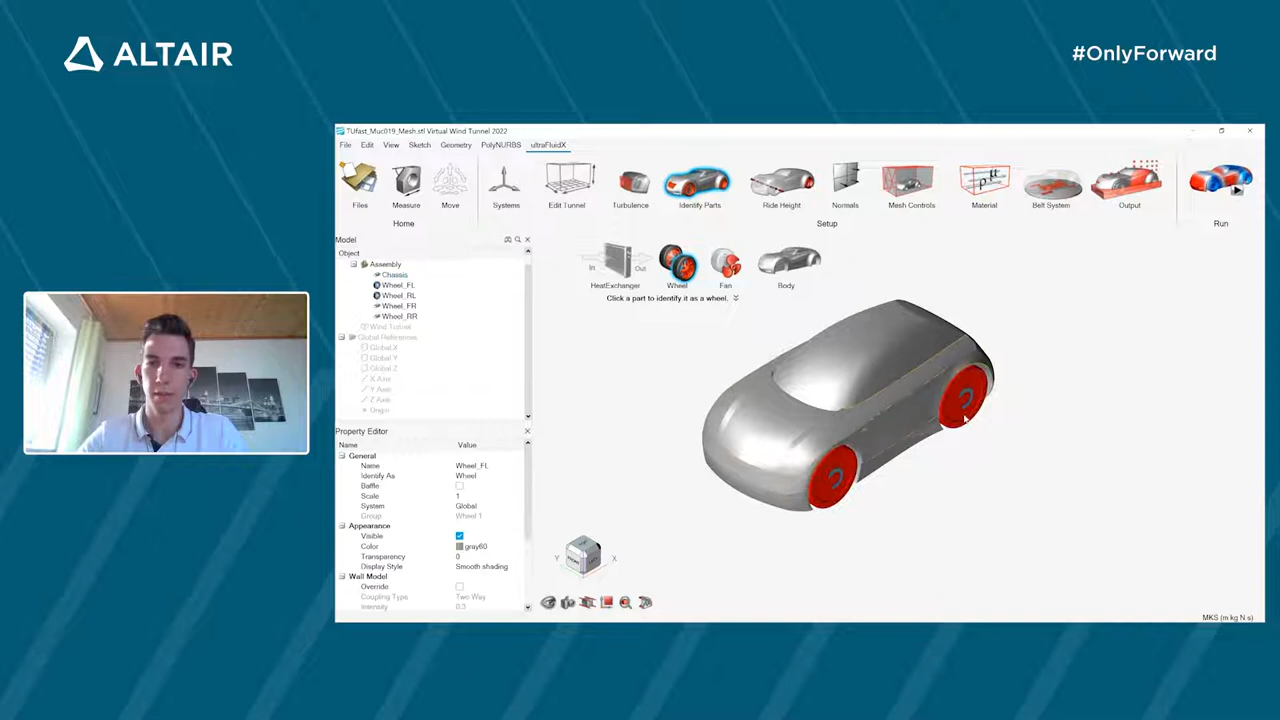 ALTAIR
#OnlyForward
TUfast_Muc019_Mesh.stl Virtual Wind Tunnel 2022
File Edit View Sketch Geometry PolyNURBS ultraFluidX
Files Measure Move Systems Edit Tunnel Turbulence Identify Parts Ride Height Normals Mesh Controls Material Belt System Output
Home Setup Run
Model
Object
In Out
HeatExchanger Wheel Fan Body
Click a part to identify it as a wheel.
Assembly
Chassis
Wheel_FL
Wheel_RL
Wheel_FR
Wheel_RR
Wind Tunnel
Global References
Global X
Global Y
Global Z
X Axis
Y Axis
Z Axis
Origin
Property Editor
Name Value
General
Name Wheel_FL
Identify As Wheel
Baffle
Scale 1
System Global
Group Wheel 1
Appearance
Visible
Color gray60
Transparency 0
Display Style Smooth shading
Wall Model
Override
Coupling Type Two Way
Intensity 0.3
Y X
MKS (m kg N s)